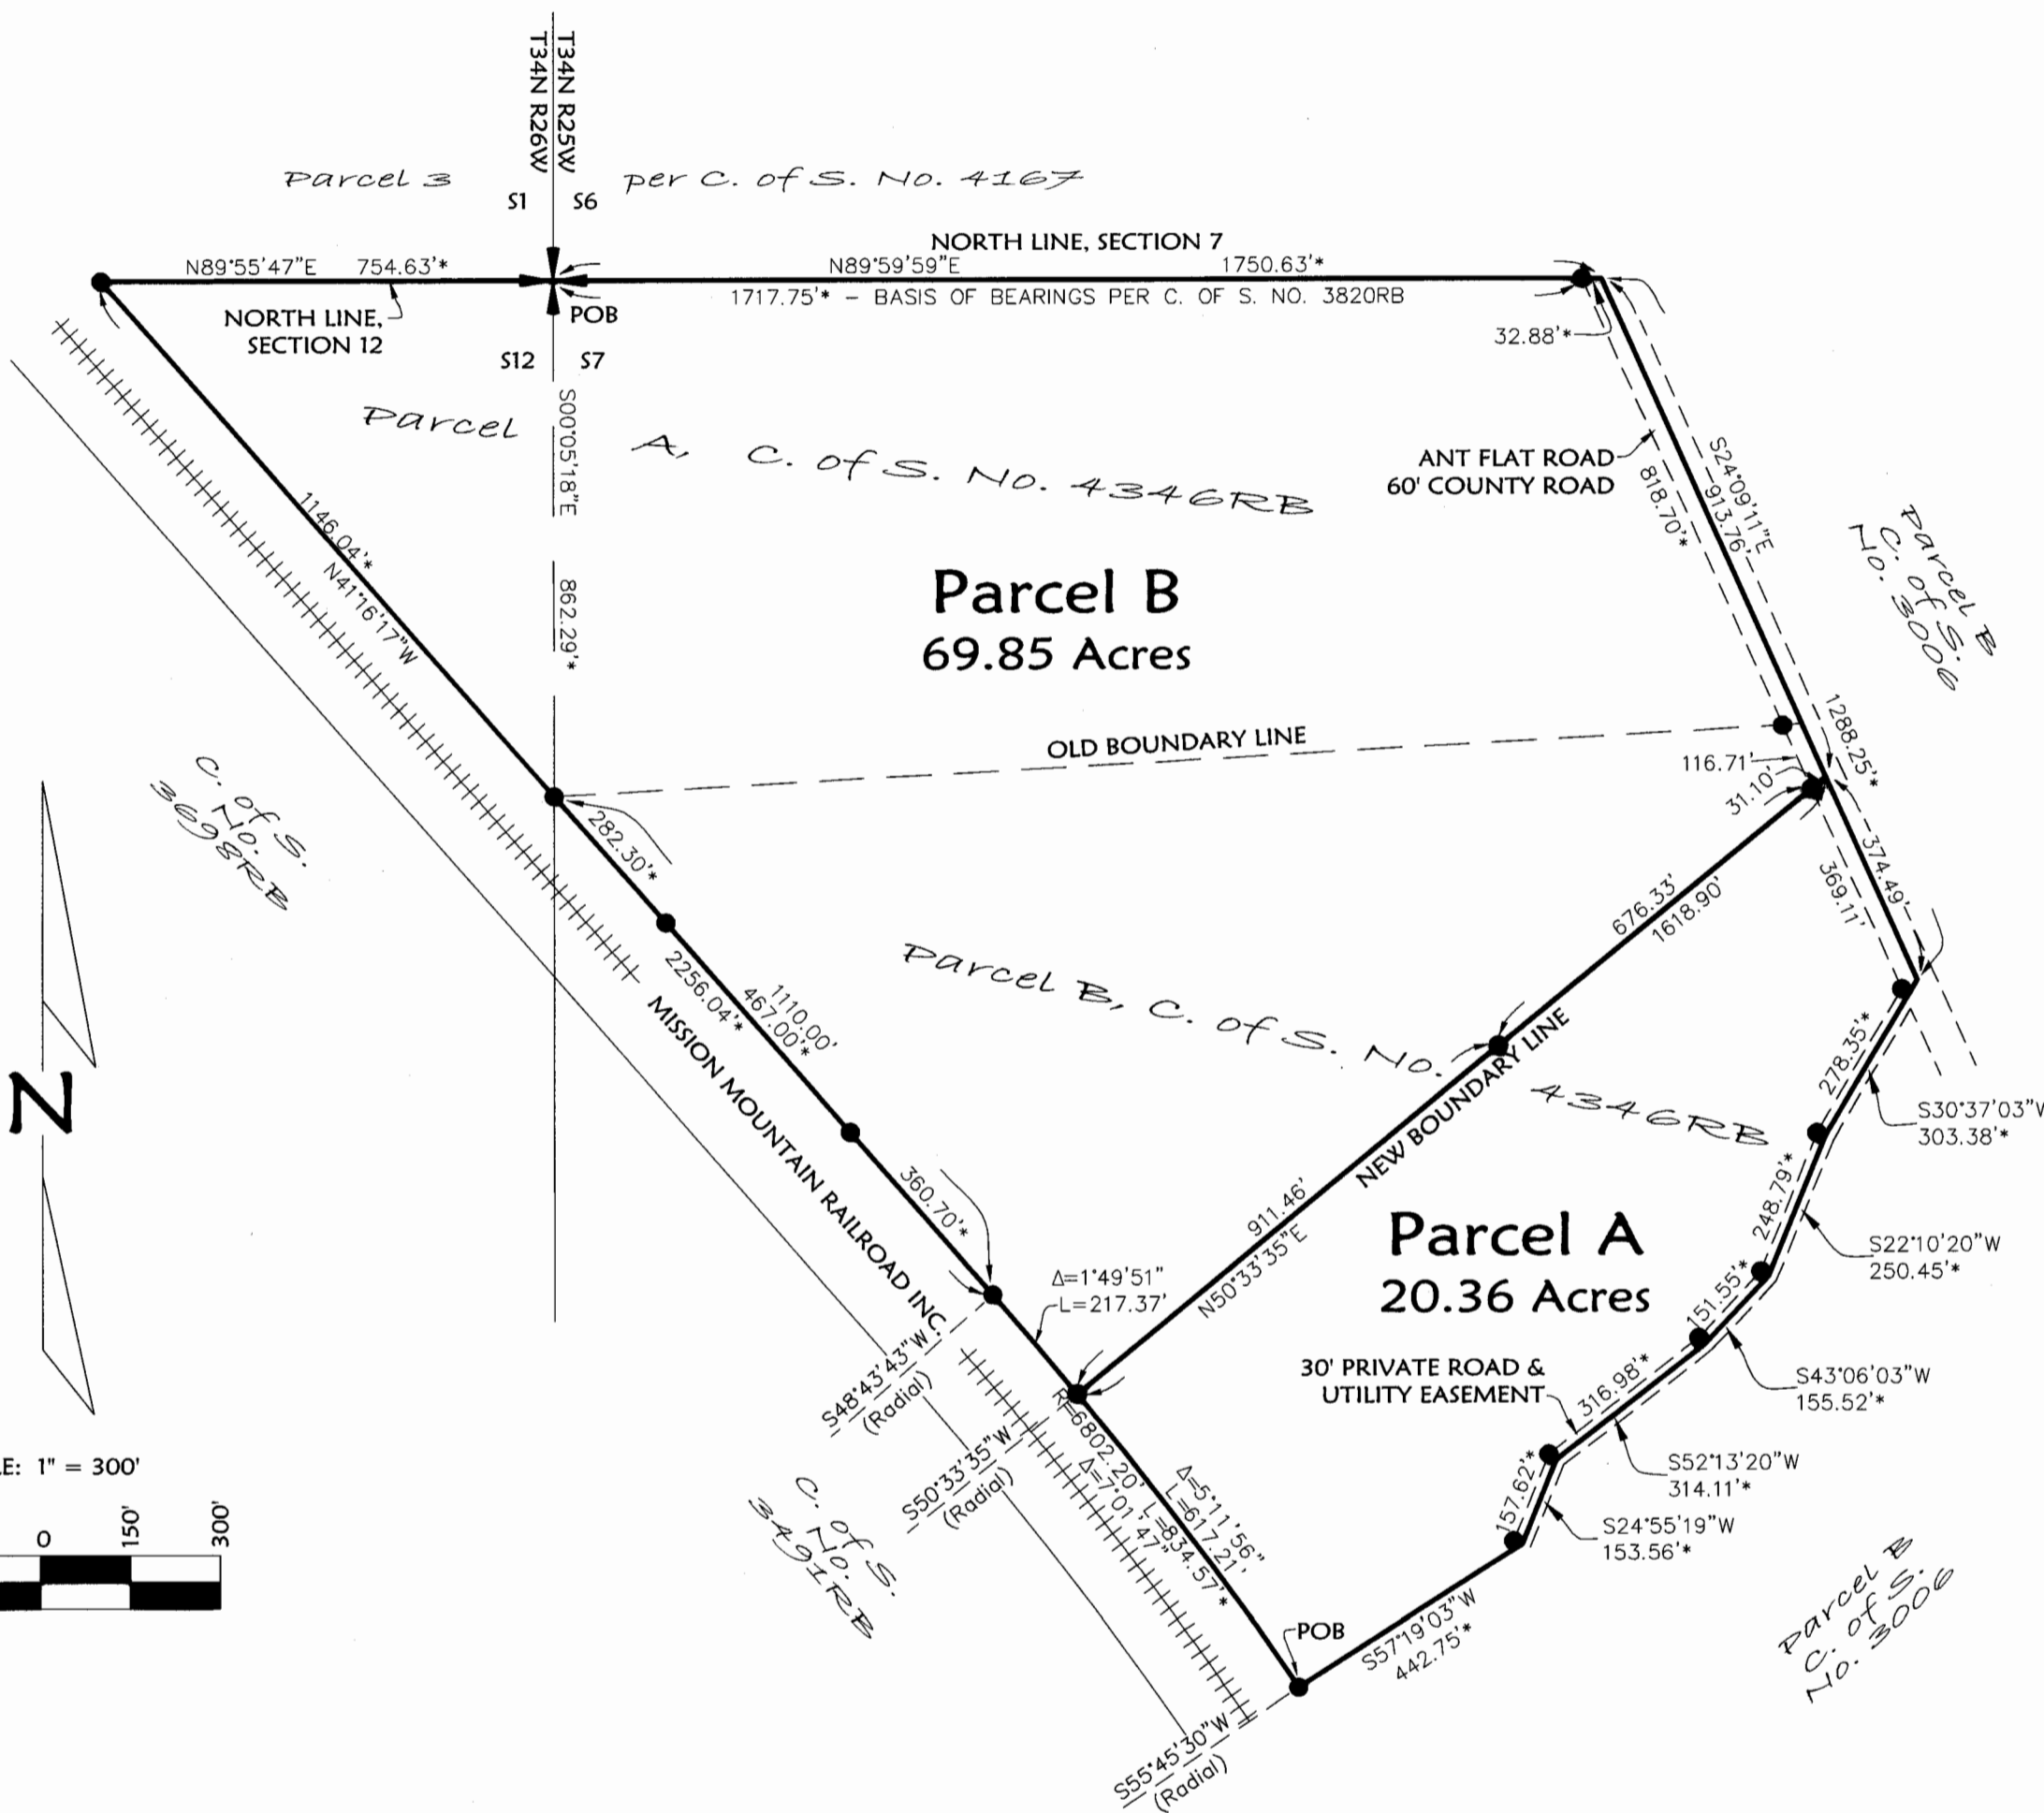 T34N R26W
T34N R25W
Parcel 3
per C. of S. No. 4167
S1
S6
NORTH LINE, SECTION 7
N89°55'47"E 754.63'*
N89°59'59"E 1750.63'*
1717.75'* – BASIS OF BEARINGS PER C. OF S. NO. 3820RB
NORTH LINE,
SECTION 12
POB
32.88'*
S12
S7
S00°05'18"E 862.29'*
Parcel A, C. of S. No. 4346RB
ANT FLAT ROAD
60' COUNTY ROAD
S24°09'11"E
913.76'
818.70'*
Parcel B
C. of S.
No. 3006
1146.04'*
N41°16'17"W
Parcel B
69.85 Acres
OLD BOUNDARY LINE
1288.25'*
116.71'
31.10'
374.49'
369.11'
C. of S.
No.
3698RB
282.30'*
676.33'
1618.90'
2256.04'*
467.00'*
1110.00'
Parcel B, C. of S. No. 4346RB
NEW BOUNDARY LINE
MISSION MOUNTAIN RAILROAD INC.
N
278.35'*
S30°37'03"W
303.38'*
360.70'*
911.46'
N50°33'35"E
Parcel A
20.36 Acres
248.79'*
S22°10'20"W
250.45'*
Δ=1°49'51"
L=217.37'
151.55'*
30' PRIVATE ROAD &
UTILITY EASEMENT
316.98'*
S43°06'03"W
155.52'*
S48°43'43"W
(Radial)
S50°33'35"W
(Radial)
R=6802.20' L=834.57'*
Δ=7°01'47"
Δ=5°11'56"
L=617.21'
S52°13'20"W
314.11'*
157.62'*
S24°55'19"W
153.56'*
E: 1" = 300'
0
150'
300'
C. of S.
No.
3491RB
POB
S57°19'03"W
442.75'*
Parcel B
C. of S.
No. 3006
S55°45'30"W
(Radial)